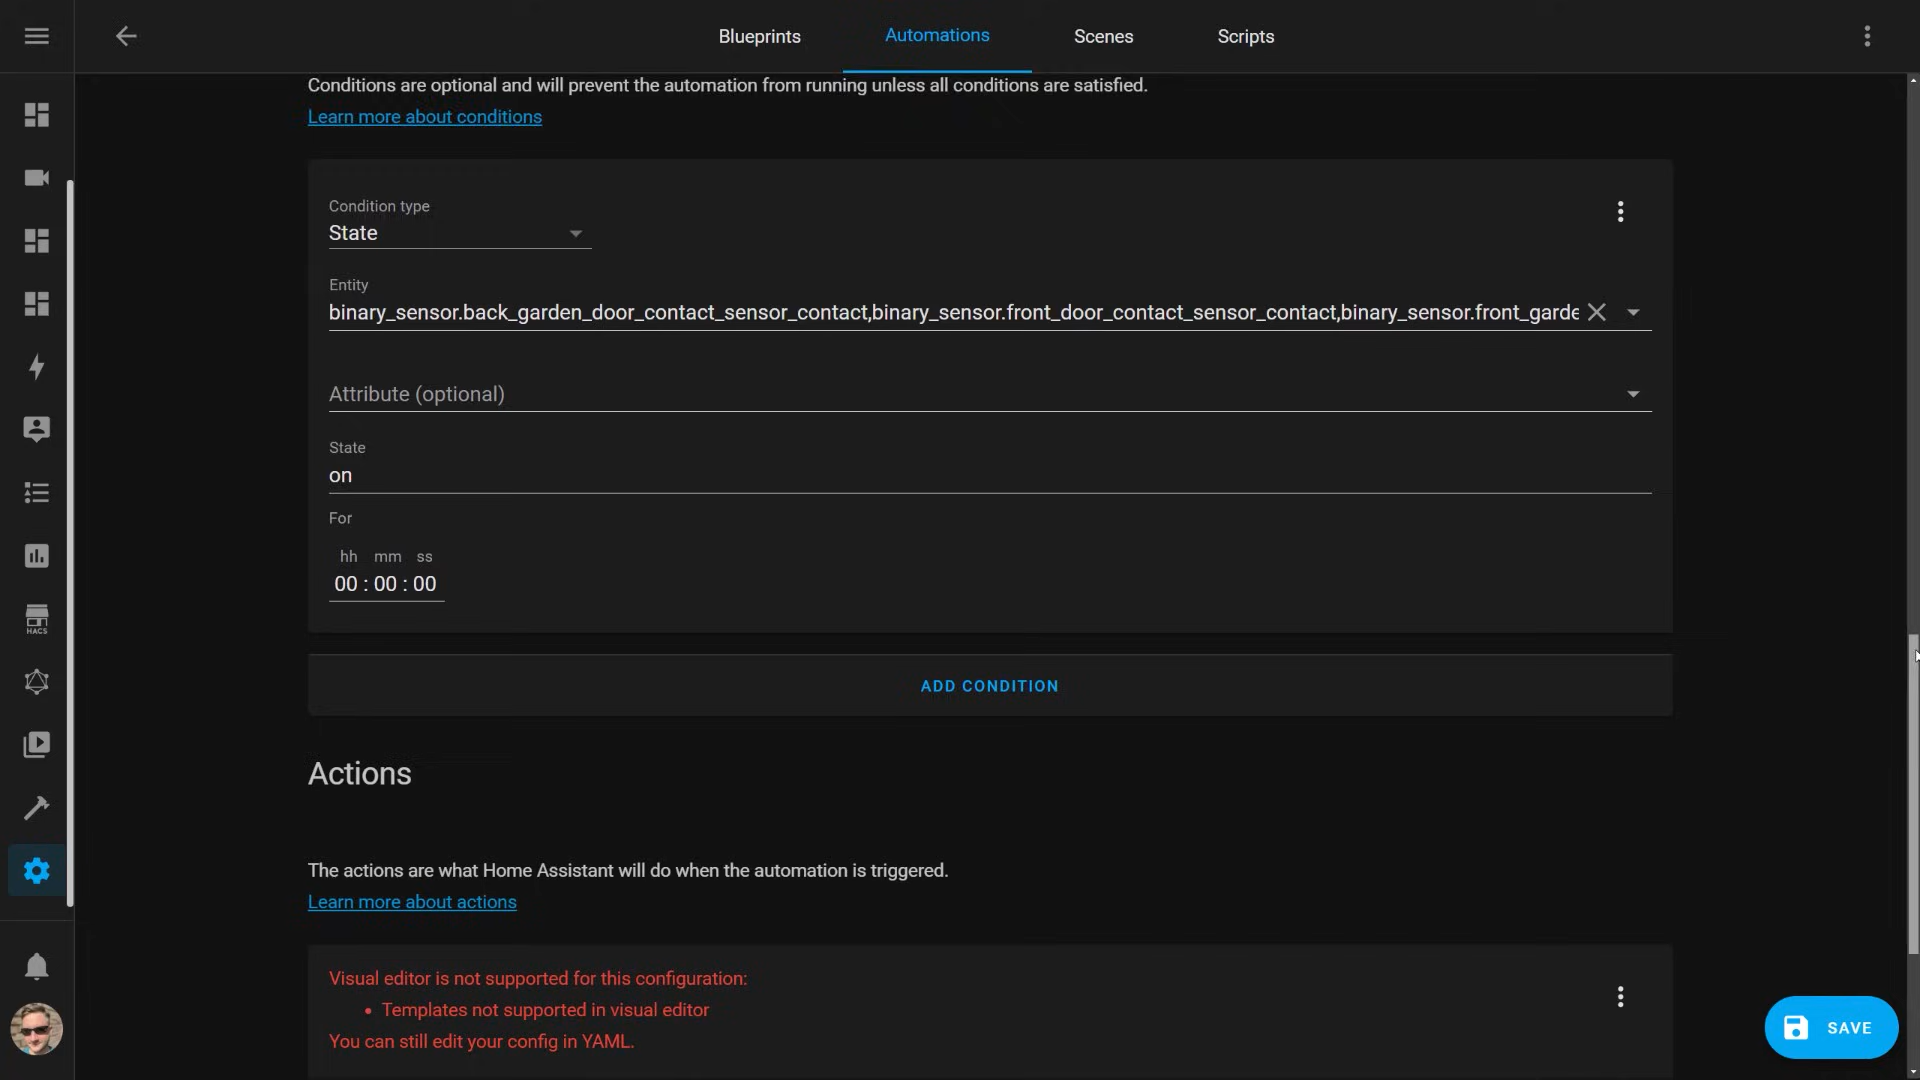 Blueprints
Automations
Scenes
Scripts
Conditions are optional and will prevent the automation from running unless all conditions are satisfied.
Learn more about conditions
Condition type
State
Entity
binary_sensor.back_garden_door_contact_sensor_contact,binary_sensor.front_door_contact_sensor_contact,binary_sensor.front_garde
Attribute (optional)
State
on
For
hh mm ss
00 : 00 : 00
ADD CONDITION
Actions
The actions are what Home Assistant will do when the automation is triggered.
Learn more about actions
HACS
Visual editor is not supported for this configuration:
• Templates not supported in visual editor
You can still edit your config in YAML.
SAVE